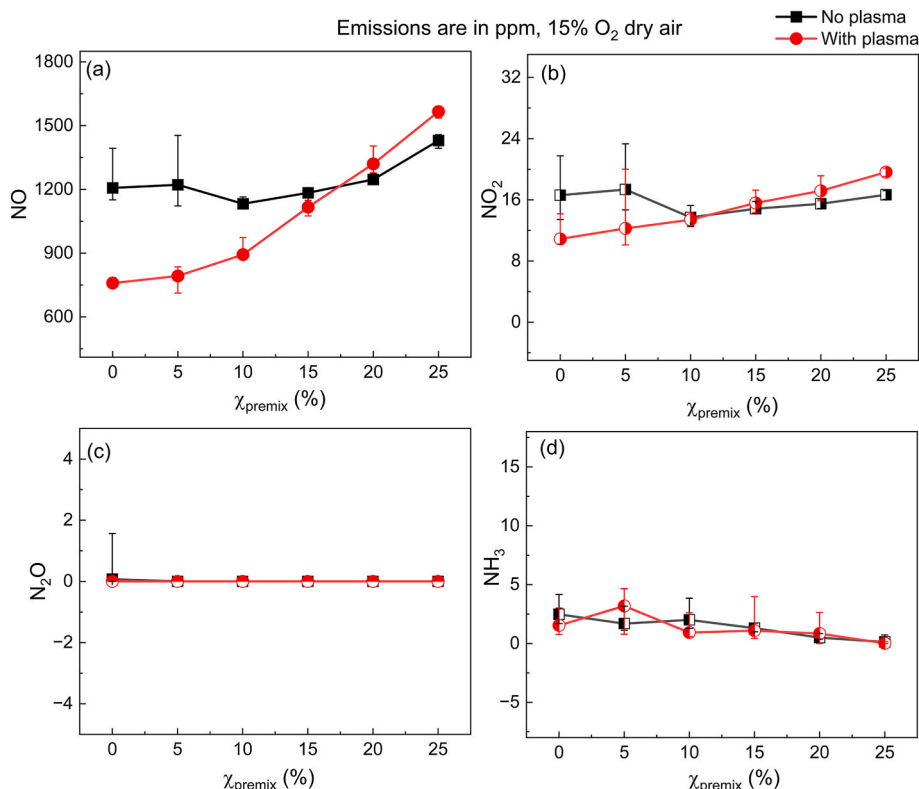 Emissions are in ppm, 15% O₂ dry air
No plasma
With plasma
(a)
NO
1800
1500
1200
900
600
0 5 10 15 20 25
χpremix (%)
(b)
NO₂
32
24
16
8
0
0 5 10 15 20 25
χpremix (%)
(c)
N₂O
4
2
0
−2
−4
0 5 10 15 20 25
χpremix (%)
(d)
NH₃
15
10
5
0
−5
0 5 10 15 20 25
χpremix (%)